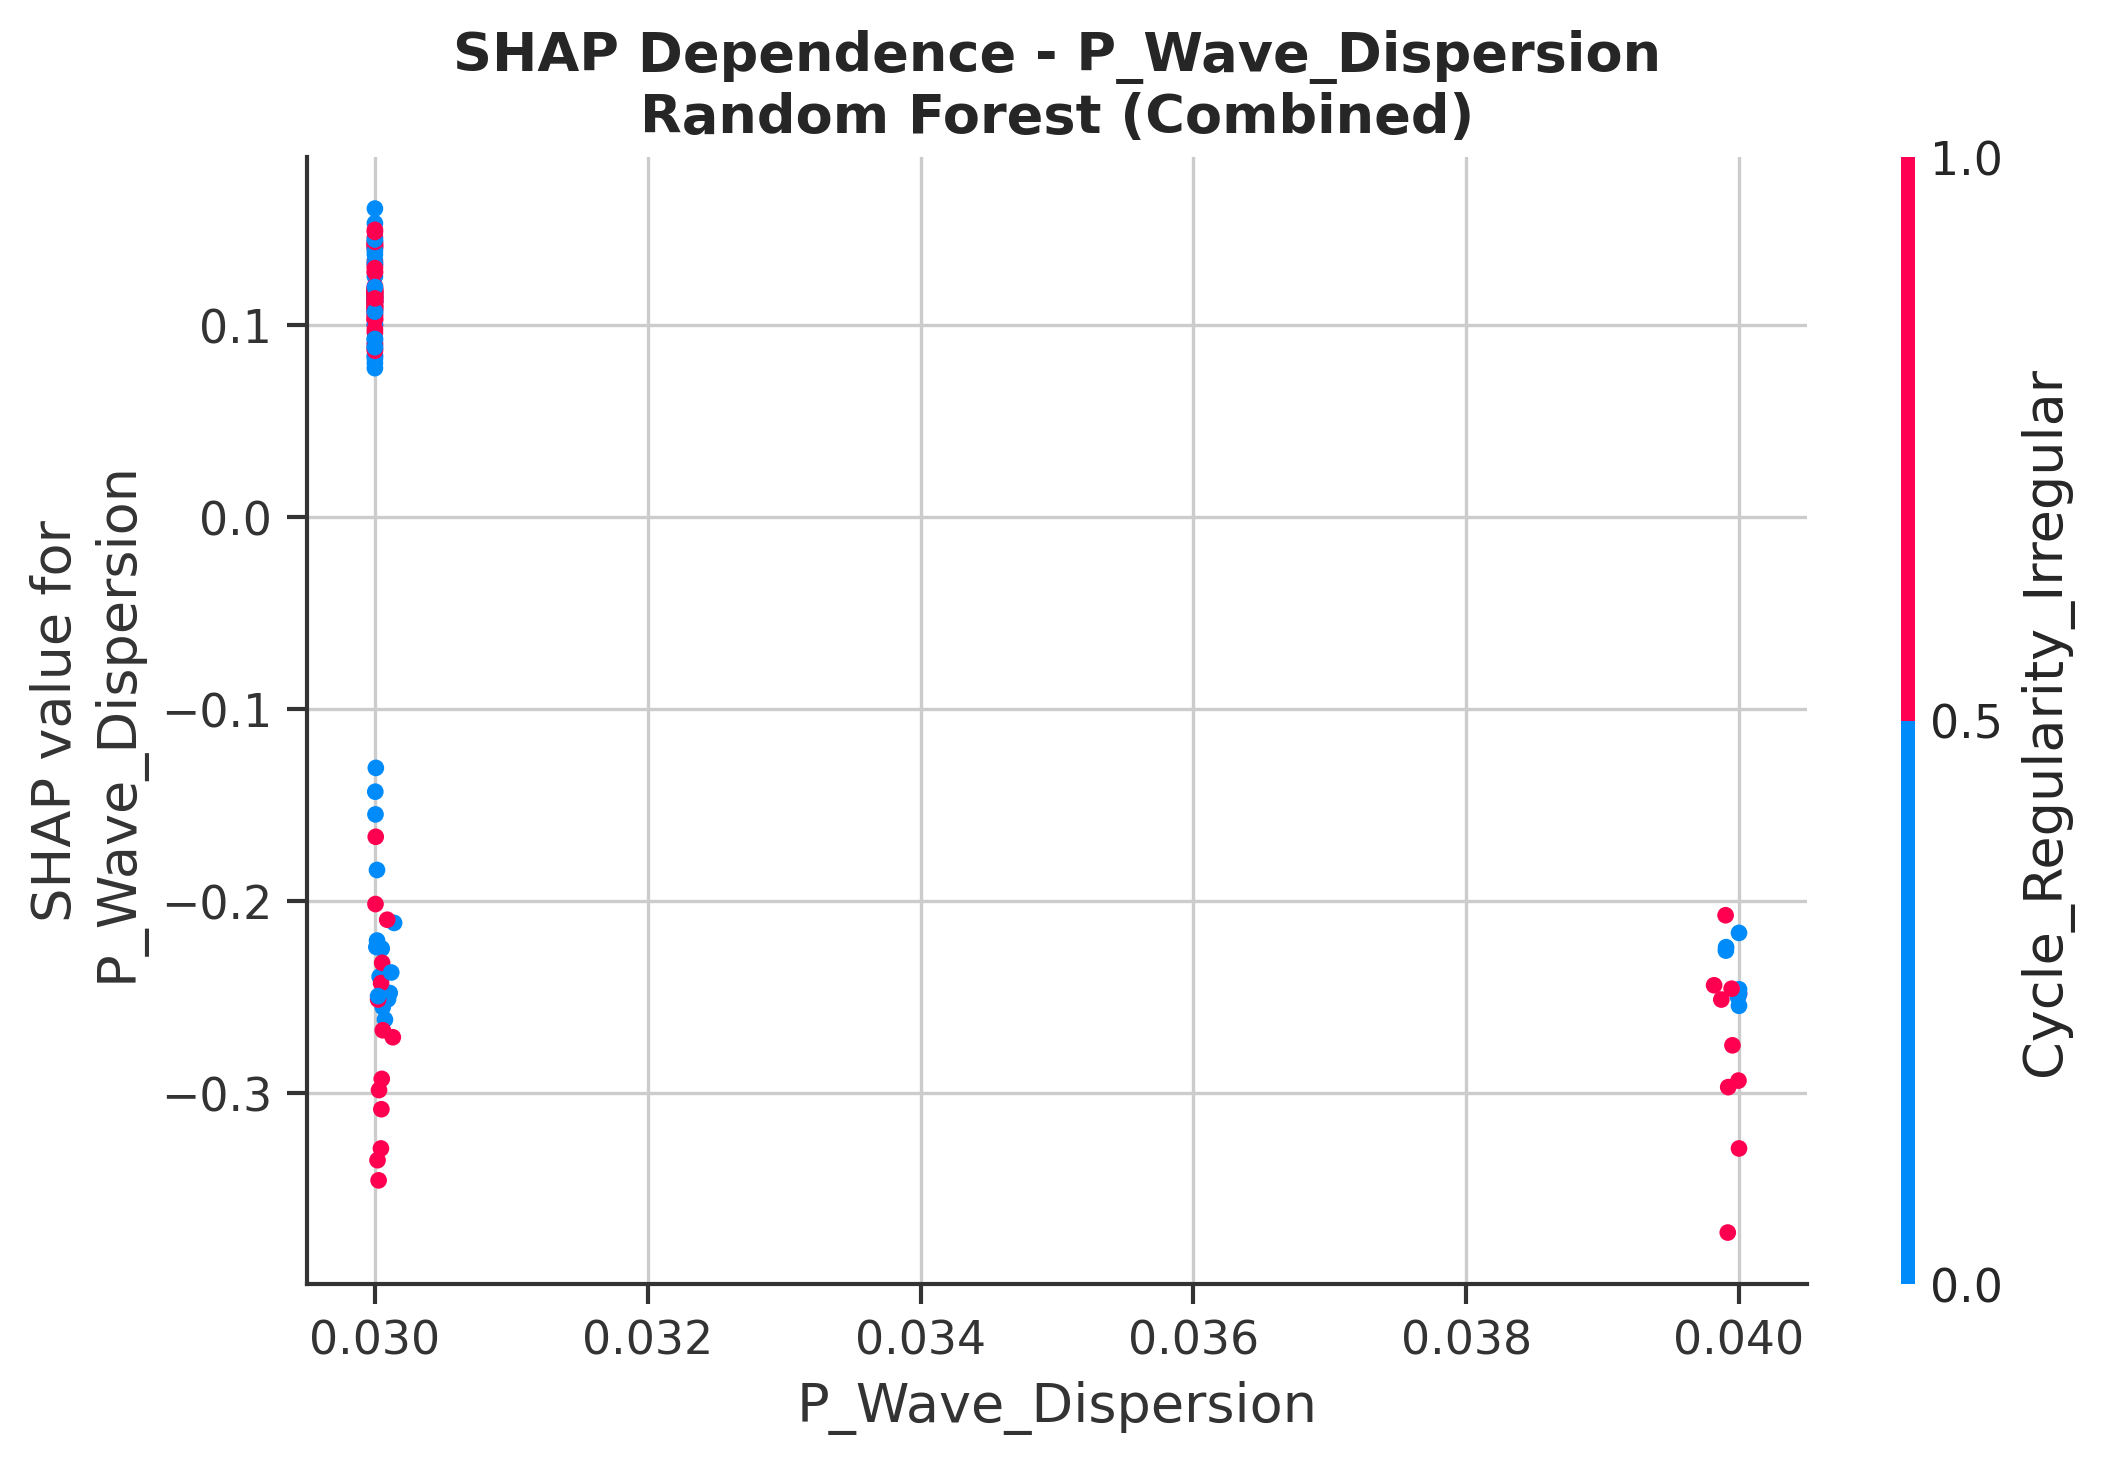 SHAP Dependence - P_Wave_Dispersion
Random Forest (Combined)
SHAP value for
P_Wave_Dispersion
0.1
0.0
−0.1
−0.2
−0.3
0.030
0.032
0.034
0.036
0.038
0.040
P_Wave_Dispersion
1.0
0.5
0.0
Cycle_Regularity_Irregular